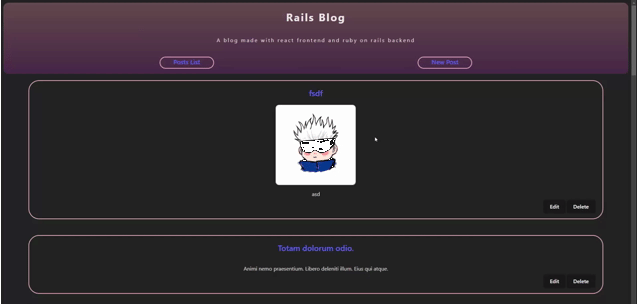 Rails Blog
A blog made with react frontend and ruby on rails backend
Posts List
New Post
fsdf
asd
Edit
Delete
Totam dolorum odio.
Animi nemo praesentium. Libero deleniti illum. Eius qui atque.
Edit
Delete